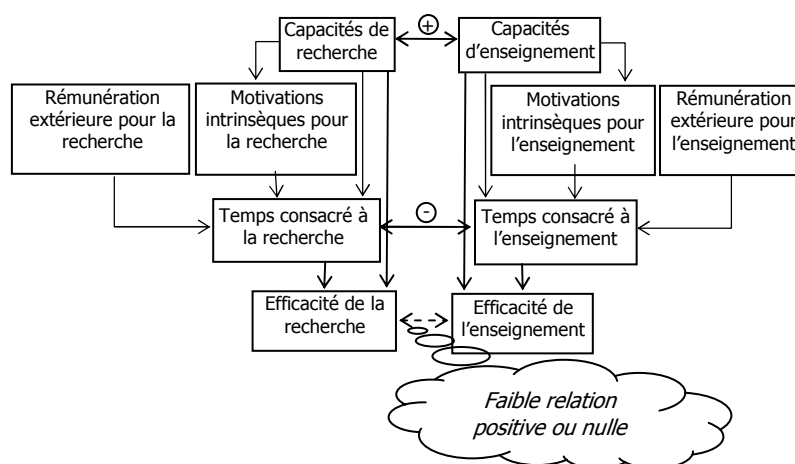 Capacités de
recherche
+
Capacités
d'enseignement
Rémunération
extérieure pour la
recherche
Motivations
intrinsèques pour
la recherche
Motivations
intrinsèques pour
l'enseignement
Rémunération
extérieure pour
l'enseignement
Temps consacré à
la recherche
-
Temps consacré à
l'enseignement
Efficacité de la
recherche
Efficacité de
l'enseignement
Faible relation
positive ou nulle